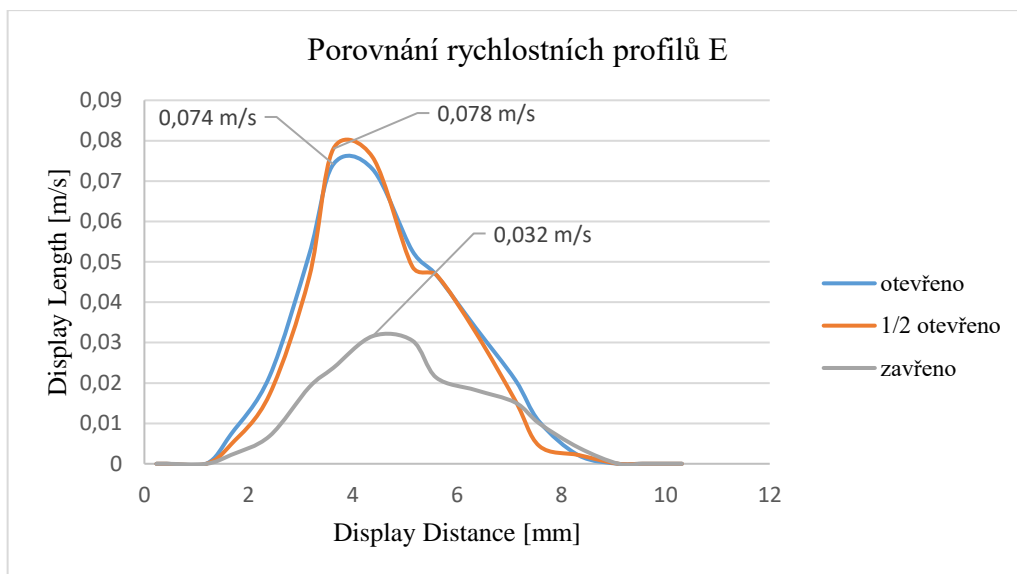 Porovnání rychlostních profilů E
0,09
0,08
0,07
0,06
0,05
0,04
0,03
0,02
0,01
0
0,074 m/s
0,078 m/s
0,032 m/s
Display Length [m/s]
0 2 4 6 8 10 12
Display Distance [mm]
otevřeno
1/2 otevřeno
zavřeno